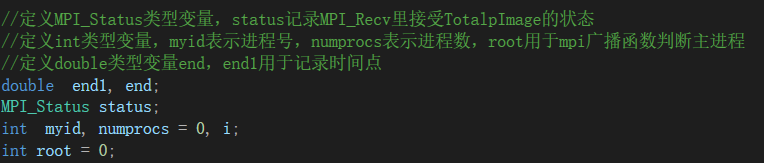 //定义MPI_Status类型变量，status记录MPI_Recv里接受TotalpImage的状态
//定义int类型变量，myid表示进程号，numprocs表示进程数，root用于mpi广播函数判断主进程
//定义double类型变量end，end1用于记录时间点
double  end1, end;
MPI_Status status;
int  myid, numprocs = 0, i;
int root = 0;